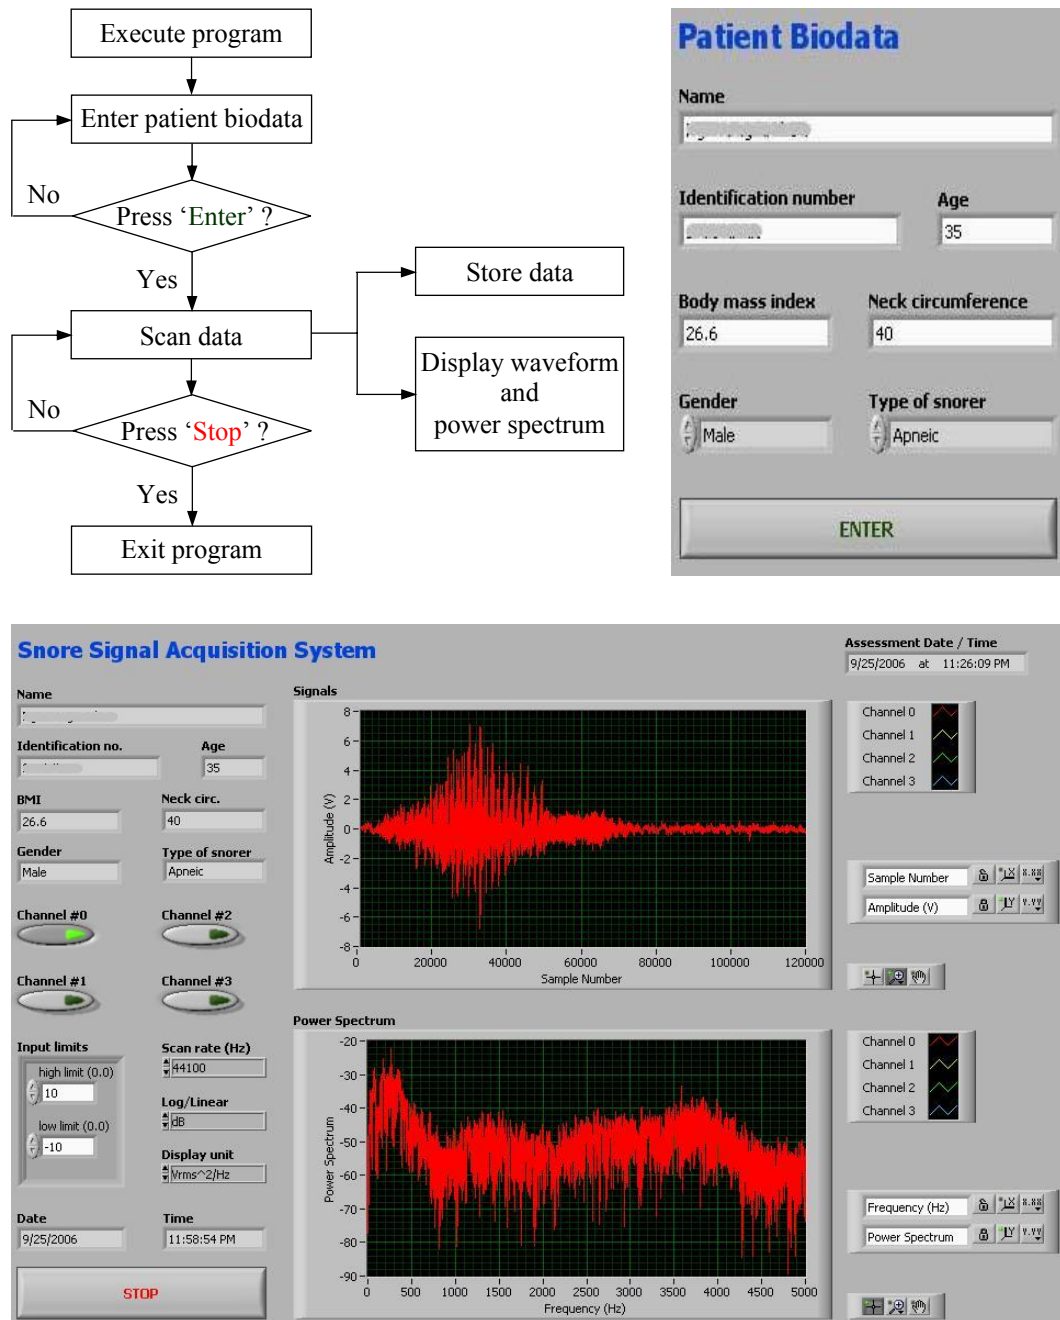 Execute program
Enter patient biodata
No
Press ‘Enter’ ?
Yes
Store data
Scan data
Display waveform
and
power spectrum
No
Press ‘Stop’ ?
Yes
Exit program
Patient Biodata
Name
Identification number Age
35
Body mass index Neck circumference
26.6 40
Gender Type of snorer
Male Apneic
ENTER
Snore Signal Acquisition System
Assessment Date / Time
9/25/2006 at 11:26:09 PM
Name
Identification no. Age
35
BMI Neck circ.
26.6 40
Gender Type of snorer
Male Apneic
Channel #0 Channel #2
Channel #1 Channel #3
Input limits
high limit (0.0)
10
low limit (0.0)
-10
Scan rate (Hz)
44100
Log/Linear
dB
Display unit
Vrms^2/Hz
Date Time
9/25/2006 11:58:54 PM
STOP
Signals
8
6
4
2
0
-2
-4
-6
-8
Amplitude (V)
0 20000 40000 60000 80000 100000 120000
Sample Number
Channel 0
Channel 1
Channel 2
Channel 3
Sample Number X X.XX
Amplitude (V) Y Y.YY
Power Spectrum
-20
-30
-40
-50
-60
-70
-80
-90
Power Spectrum
0 500 1000 1500 2000 2500 3000 3500 4000 4500 5000
Frequency (Hz)
Channel 0
Channel 1
Channel 2
Channel 3
Frequency (Hz) X X.XX
Power Spectrum Y Y.YY